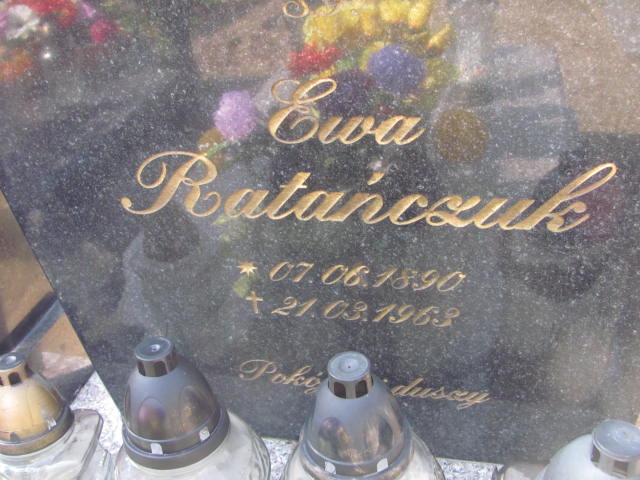 Ewa
Ratańczuk
* 07.06.1890
† 21.03.1963
duszy